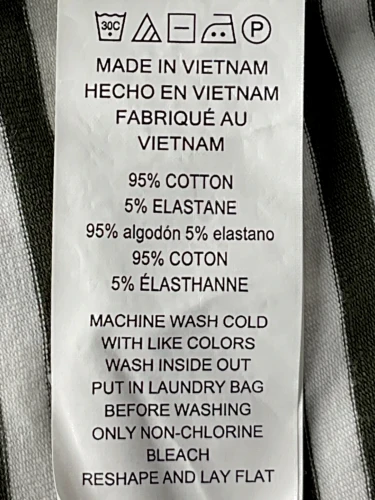 30C P
MADE IN VIETNAM
HECHO EN VIETNAM
FABRIQUÉ AU
VIETNAM
95% COTTON
5% ELASTANE
95% algodón 5% elastano
95% COTON
5% ÉLASTHANNE
MACHINE WASH COLD
WITH LIKE COLORS
WASH INSIDE OUT
PUT IN LAUNDRY BAG
BEFORE WASHING
ONLY NON-CHLORINE
BLEACH
RESHAPE AND LAY FLAT